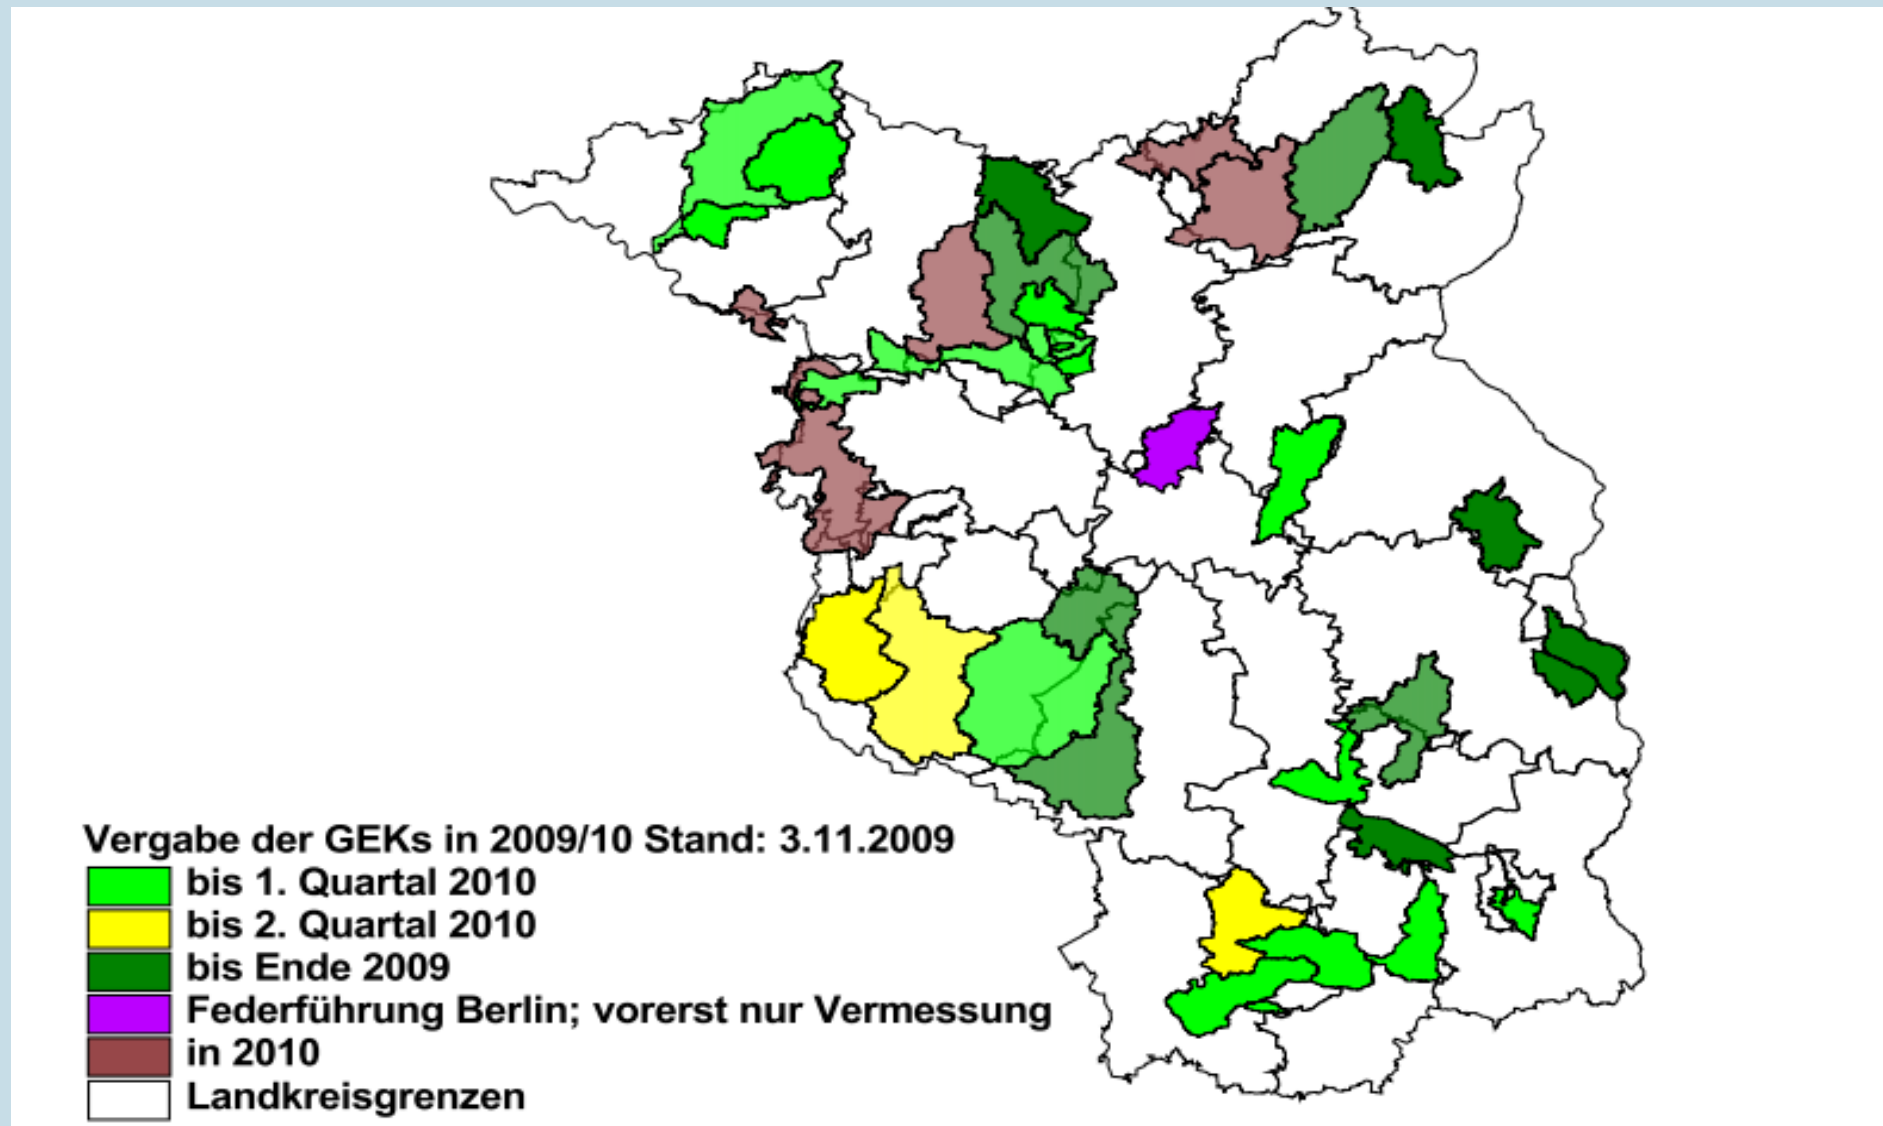 Vergabe der GEKs in 2009/10 Stand: 3.11.2009
bis 1. Quartal 2010
bis 2. Quartal 2010
bis Ende 2009
Federführung Berlin; vorerst nur Vermessung
in 2010
Landkreisgrenzen